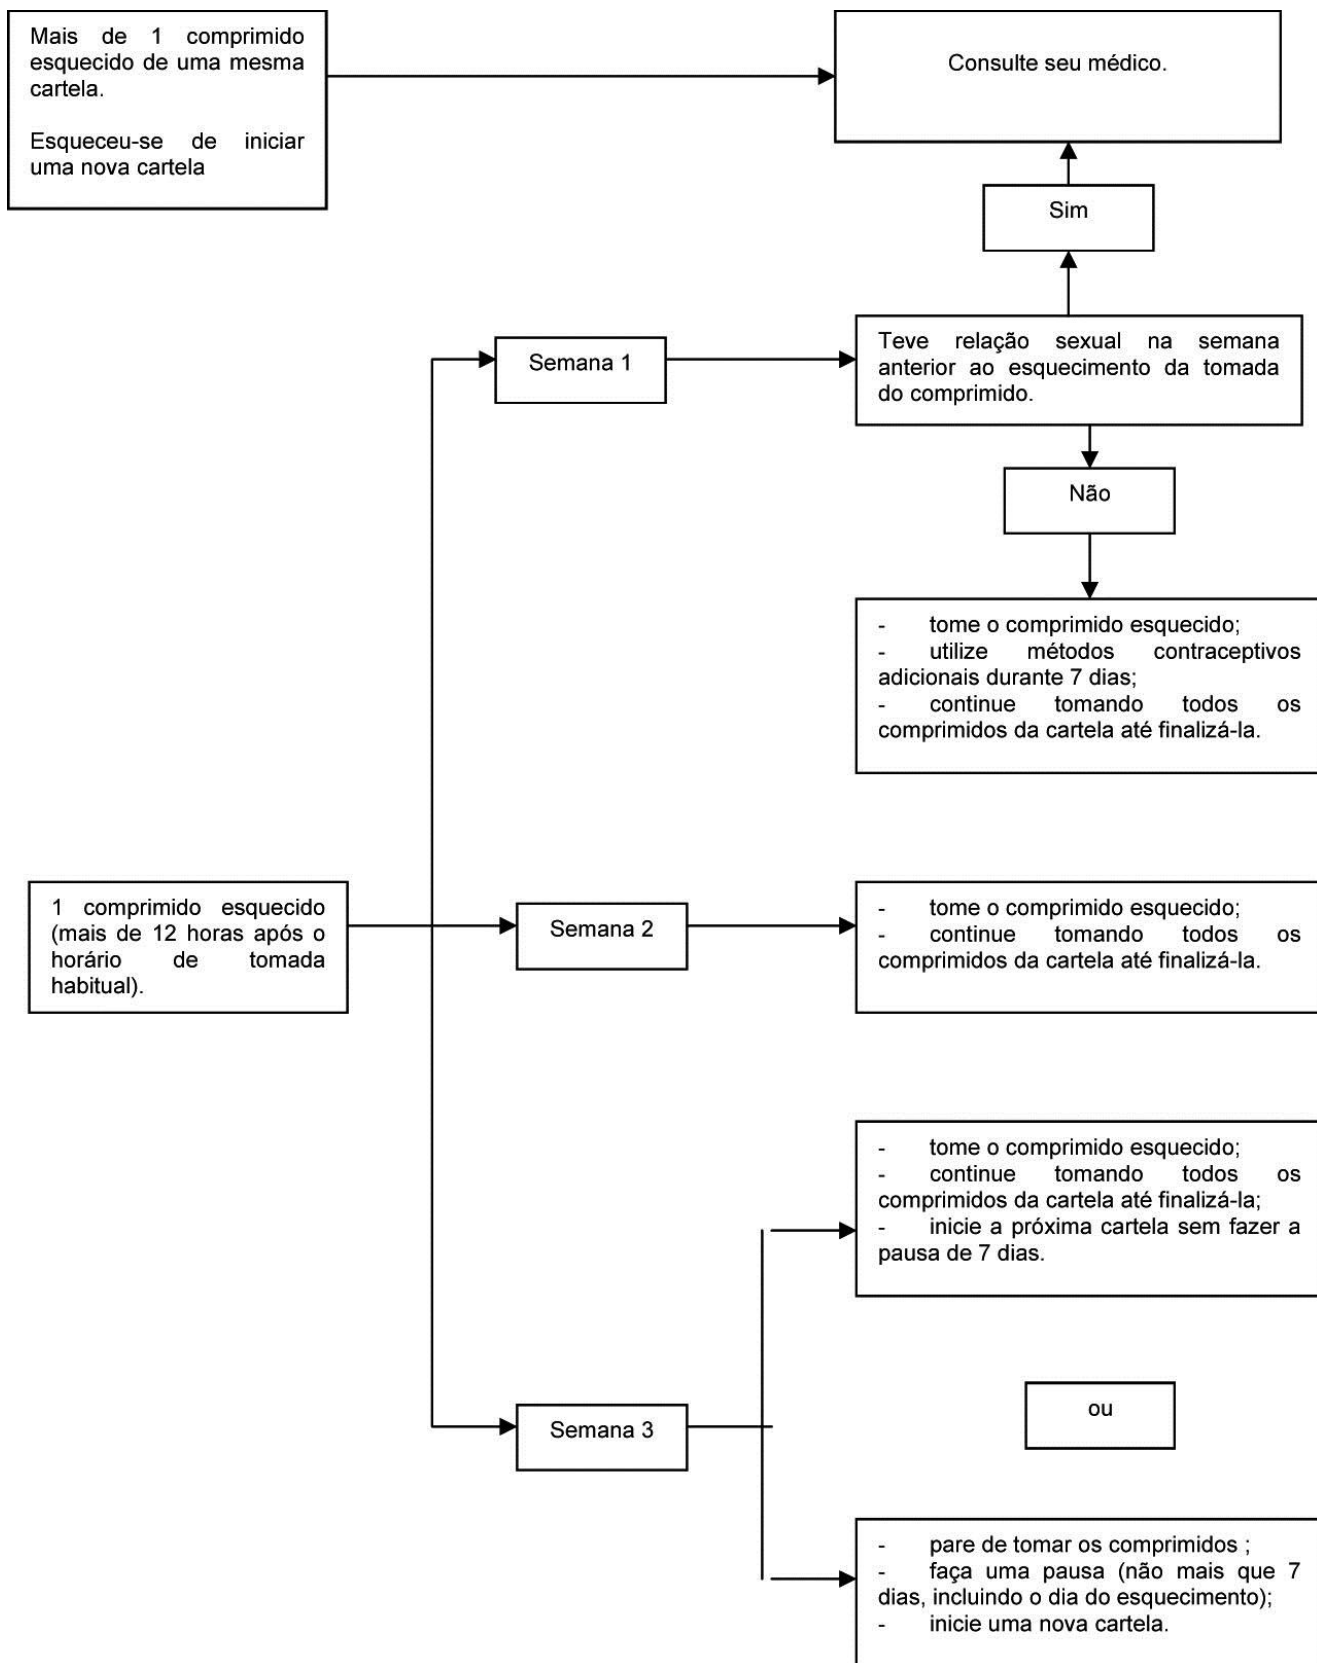 Mais de 1 comprimido
esquecido de uma mesma
cartela.
Esqueceu-se de iniciar
uma nova cartela
Consulte seu médico.
Sim
Semana 1
Teve relação sexual na semana
anterior ao esquecimento da tomada
do comprimido.
Não
- tome o comprimido esquecido;
- utilize métodos contraceptivos
adicionais durante 7 dias;
- continue tomando todos os
comprimidos da cartela até finalizá-la.
1 comprimido esquecido
(mais de 12 horas após o
horário de tomada
habitual).
Semana 2
- tome o comprimido esquecido;
- continue tomando todos os
comprimidos da cartela até finalizá-la.
Semana 3
- tome o comprimido esquecido;
- continue tomando todos os
comprimidos da cartela até finalizá-la;
- inicie a próxima cartela sem fazer a
pausa de 7 dias.
ou
- pare de tomar os comprimidos ;
- faça uma pausa (não mais que 7
dias, incluindo o dia do esquecimento);
- inicie uma nova cartela.